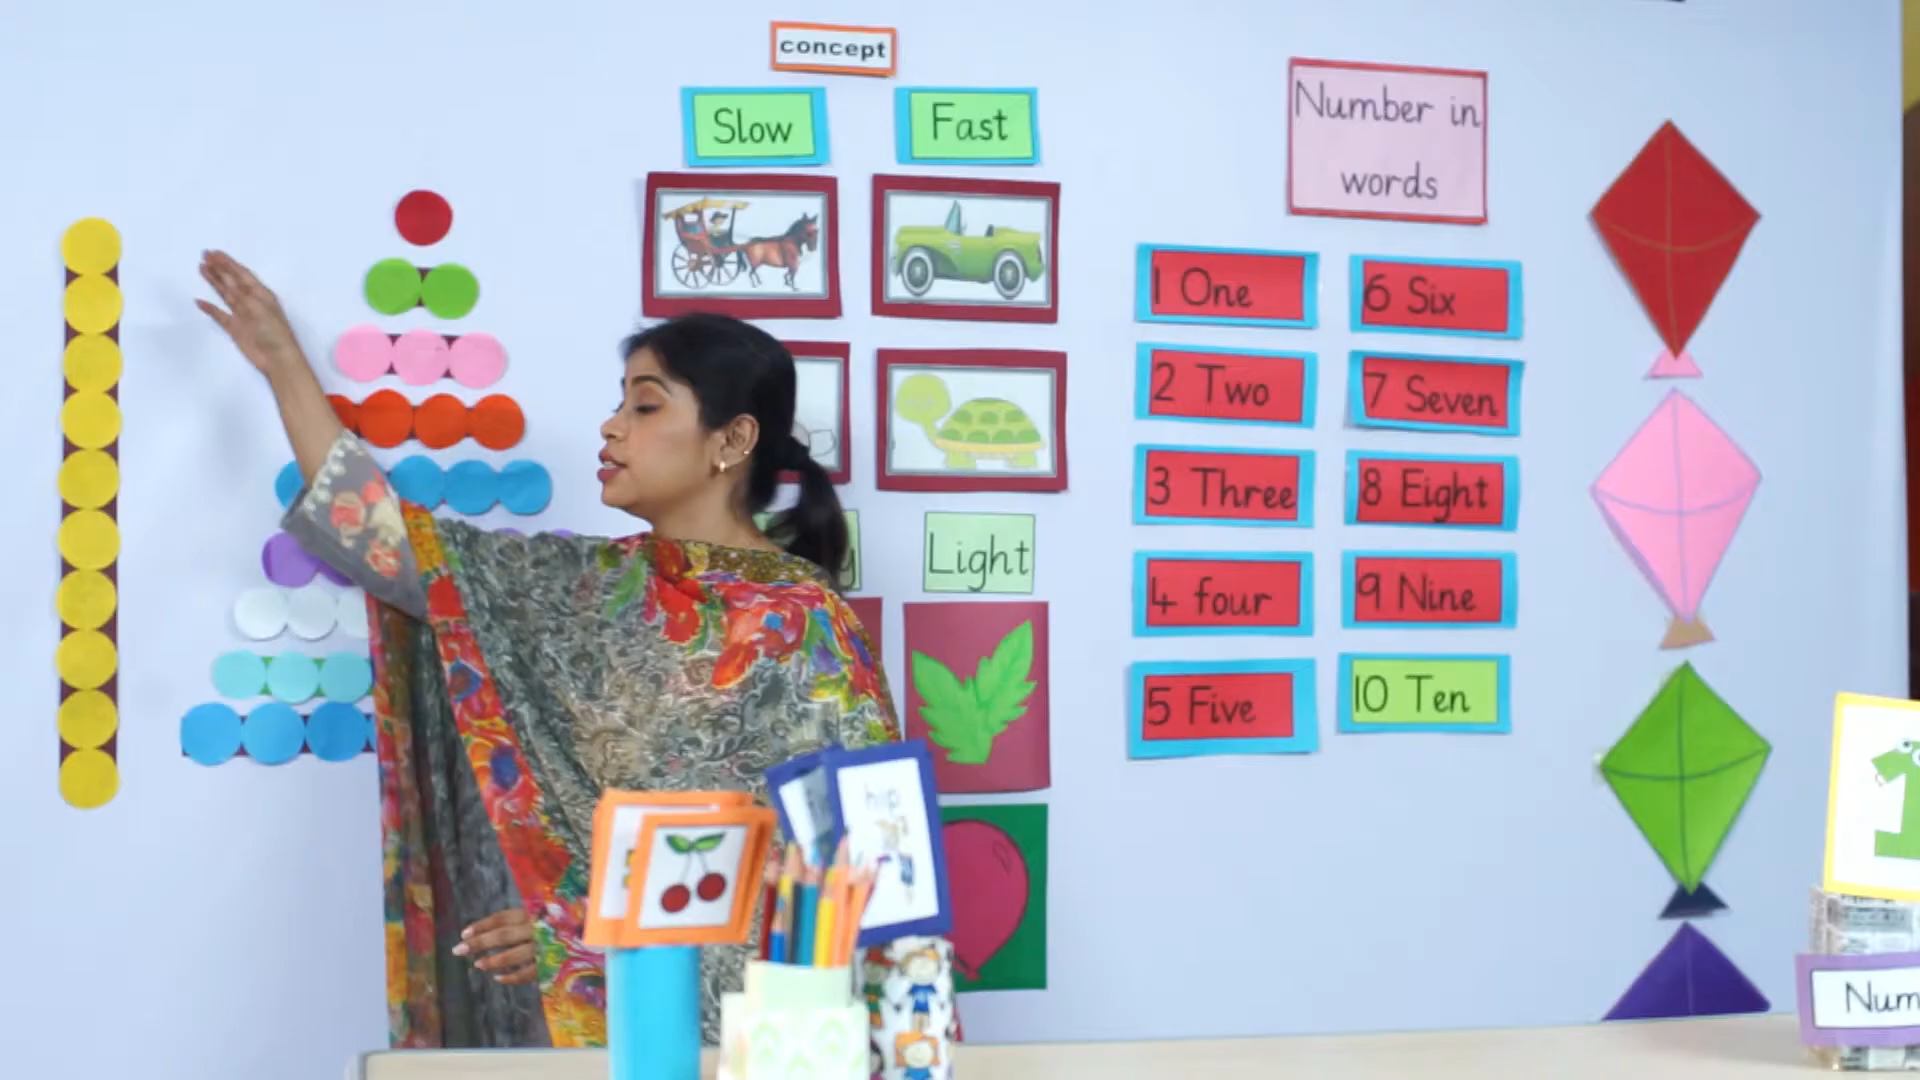 concept
Slow
Fast
Light
Number in
words
1 One
2 Two
3 Three
4 four
5 Five
6 Six
7 Seven
8 Eight
9 Nine
10 Ten
hip
1